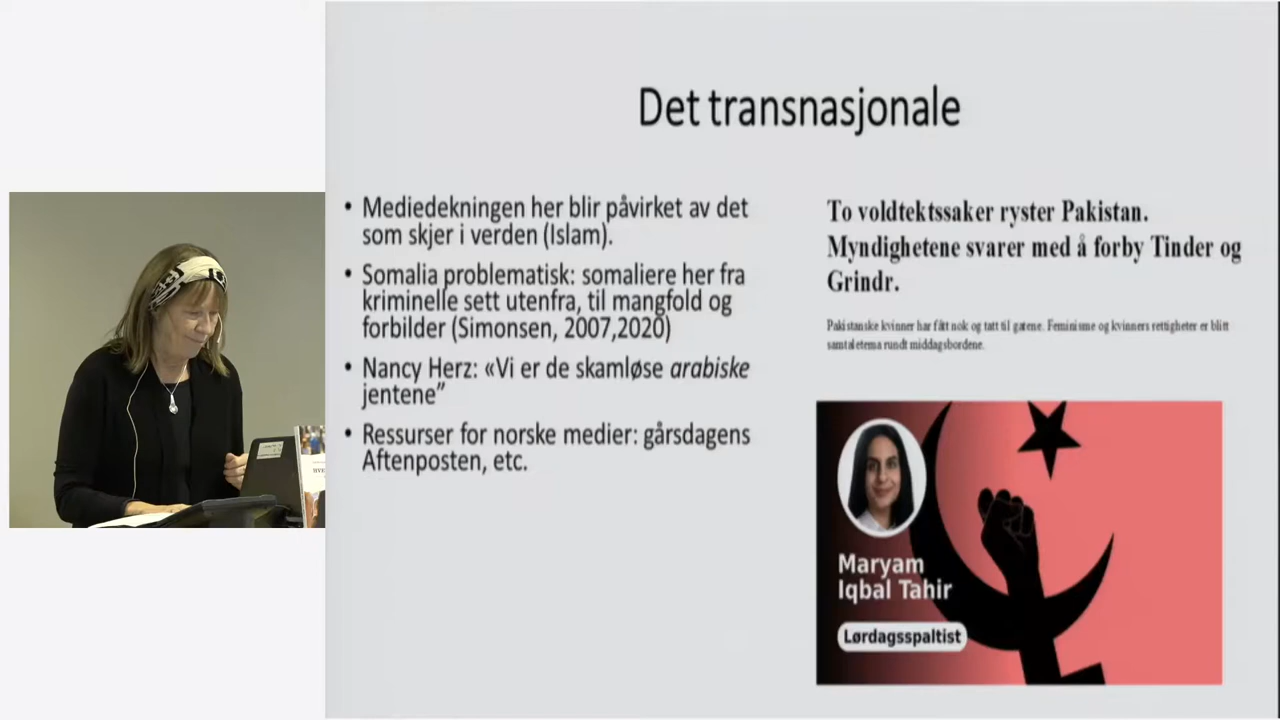 Det transnasjonale
• Mediedekningen her blir påvirket av det
som skjer i verden (Islam).
• Somalia problematisk: somaliere her fra
kriminelle sett utenfra, til mangfold og
forbilder (Simonsen, 2007,2020)
• Nancy Herz: «Vi er de skamløse arabiske
jentene”
• Ressurser for norske medier: gårsdagens
Aftenposten, etc.
To voldtektssaker ryster Pakistan.
Myndighetene svarer med å forby Tinder og
Grindr.
Pakistanske kvinner har fått nok og tatt til gatene. Feminisme og kvinners rettigheter er blitt
samtaletema rundt middagsbordene.
Maryam
Iqbal Tahir
Lørdagsspaltist